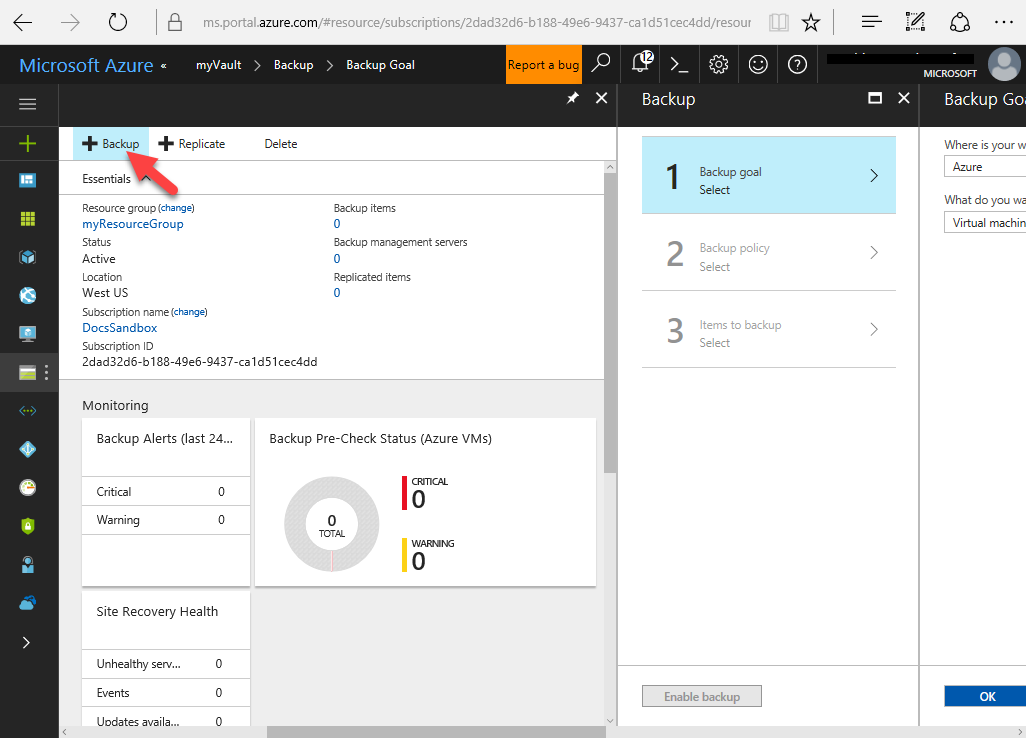 ms.portal.azure.com/#resource/subscriptions/2dad32d6-b188-49e6-9437-ca1d51cec4dd/resour
Microsoft Azure «
myVault > Backup > Backup Goal
Report a bug
12
MICROSOFT
Backup
Replicate
Delete
Essentials
Resource group (change)
myResourceGroup
Status
Active
Location
West US
Subscription name (change)
DocsSandbox
Subscription ID
2dad32d6-b188-49e6-9437-ca1d51cec4dd
Backup items
0
Backup management servers
0
Replicated items
0
Monitoring
Backup Alerts (last 24...
Critical 0
Warning 0
Backup Pre-Check Status (Azure VMs)
0
TOTAL
CRITICAL
0
WARNING
0
Site Recovery Health
Unhealthy serv... 0
Events 0
Updates availa... 0
Backup
1
Backup goal
Select
2
Backup policy
Select
3
Items to backup
Select
Enable backup
Backup Goa
Where is your w
Azure
What do you wa
Virtual machin
OK